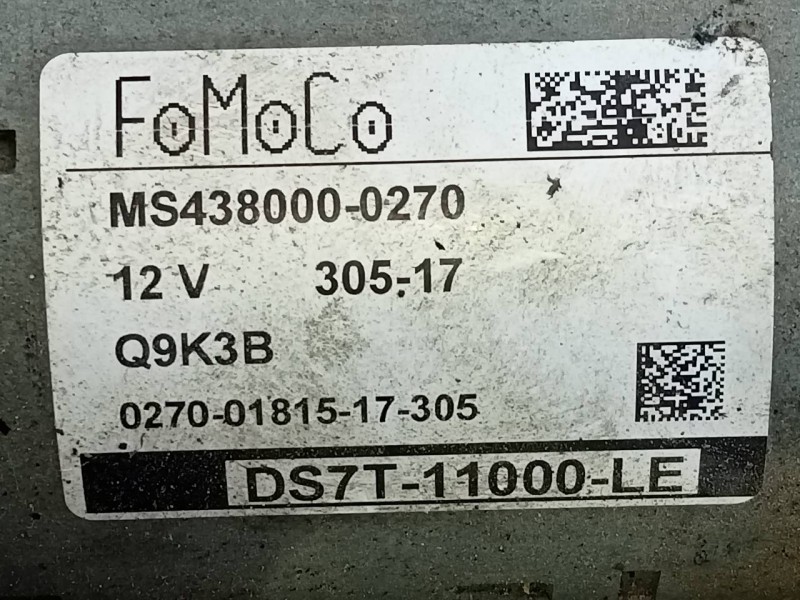 FoMoCo
MS438000-0270
12 V 305-17
Q9K3B
0270-01815-17-305
DS7T-11000-LE